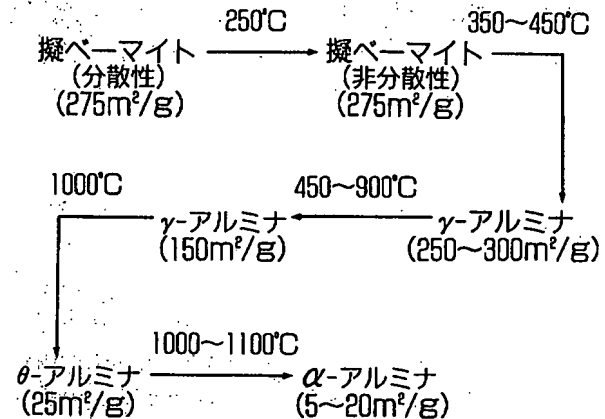 250℃
350〜450℃
擬ベーマイト
(分散性)
(275m²/g)
擬ベーマイト
(非分散性)
(275m²/g)
1000℃
450〜900℃
γ-アルミナ
(150m²/g)
γ-アルミナ
(250〜300m²/g)
1000〜1100℃
θ-アルミナ
(25m²/g)
α-アルミナ
(5〜20m²/g)